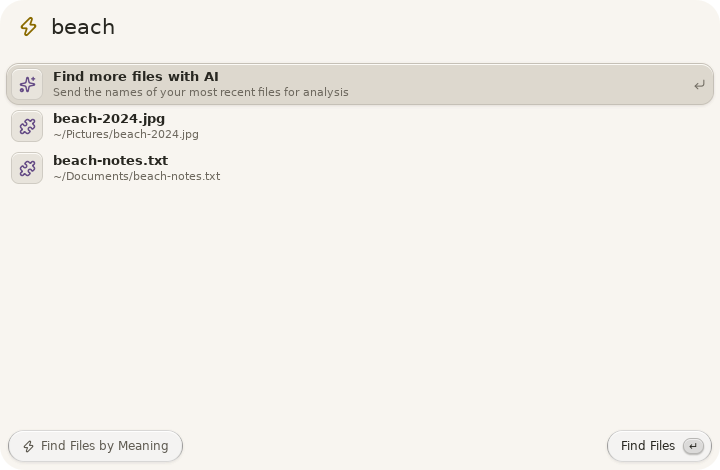 beach
Find more files with AI
Send the names of your most recent files for analysis
beach-2024.jpg
~/Pictures/beach-2024.jpg
beach-notes.txt
~/Documents/beach-notes.txt
Find Files by Meaning
Find Files